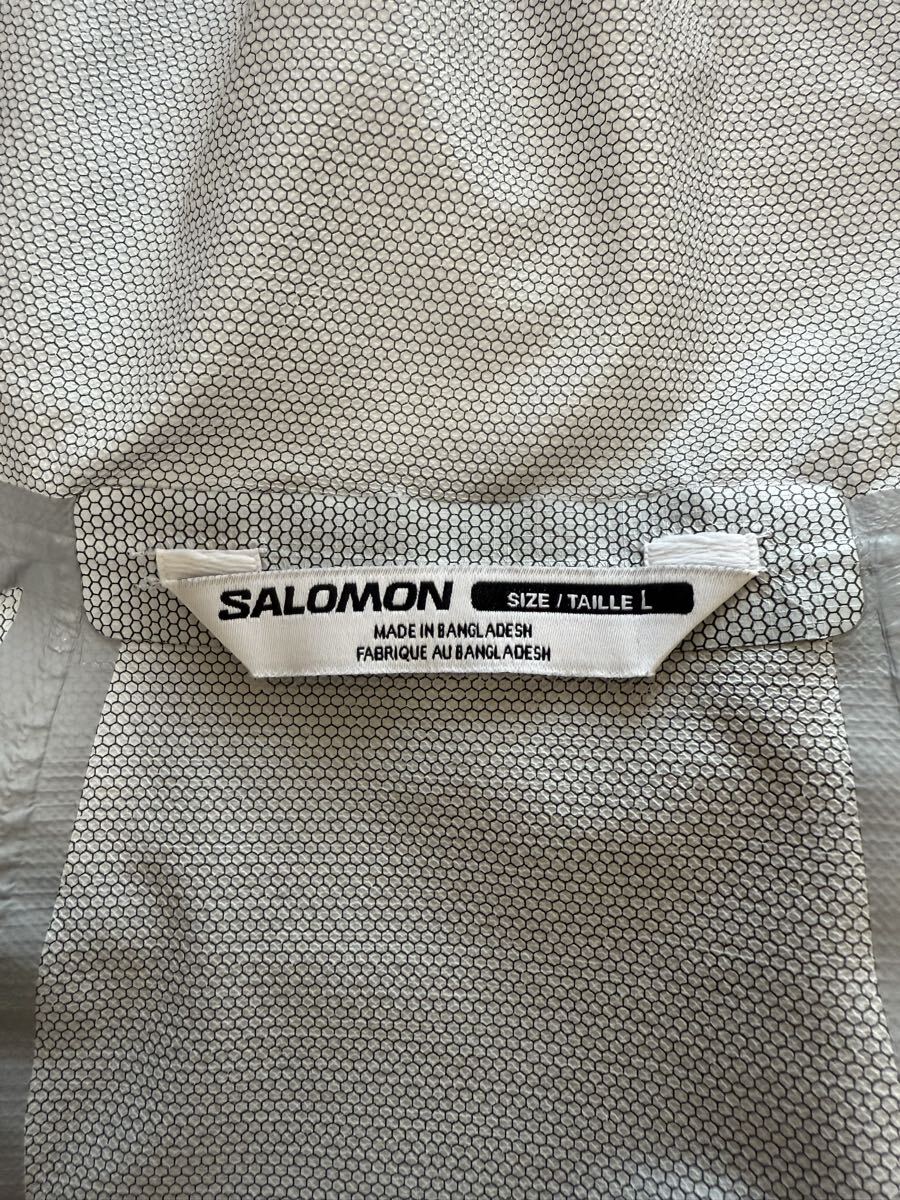 SALOMON SIZE / TAILLE L
MADE IN BANGLADESH
FABRIQUE AU BANGLADESH